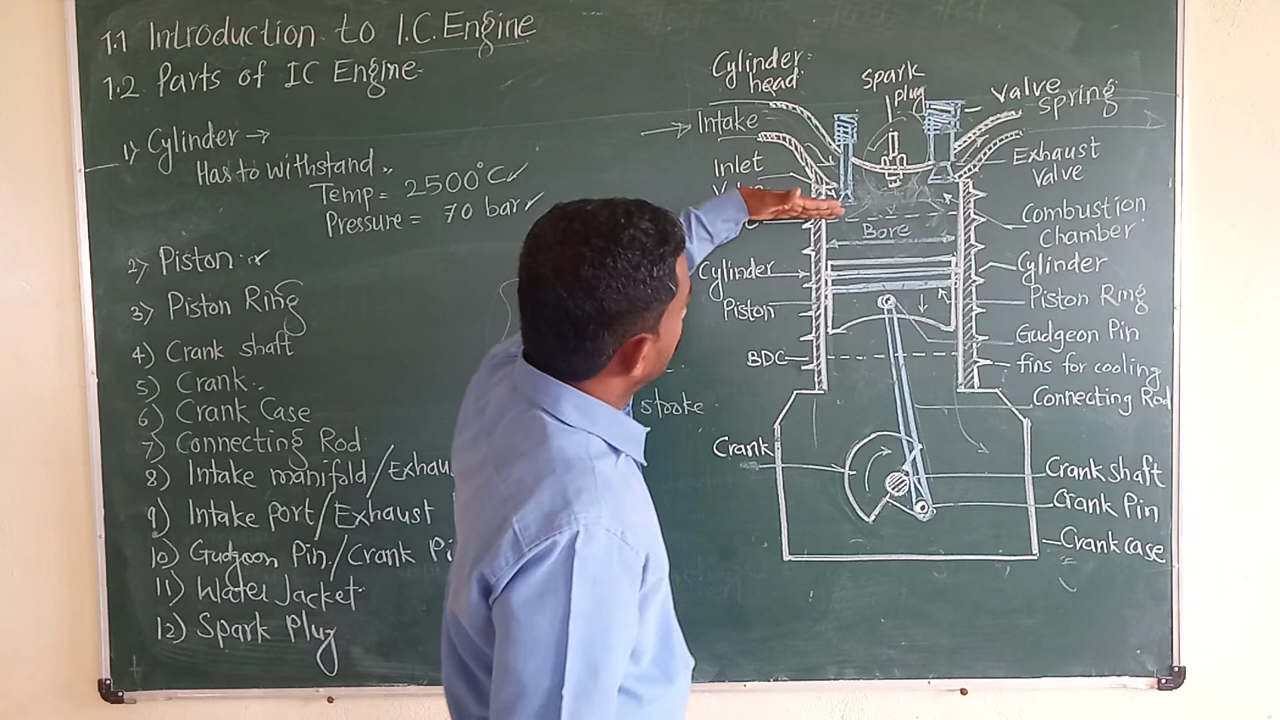 1.1 Introduction to I.C. Engine
1.2 Parts of IC Engine
1) Cylinder →
Has to withstand
Temp = 2500°C ✓
Pressure = 70 bar ✓
2) Piston
3) Piston Ring
4) Crank shaft
5) Crank
6) Crank Case
7) Connecting Rod
8) Intake manifold/Exhau
9) Intake port/Exhaust
10) Gudgeon Pin/Crank Pi
11) Water Jacket
12) Spark Plug
Cylinder head
Spark plug
Valve spring
Intake
Inlet
Exhaust Valve
Combustion Chamber
Bore
Cylinder
Cylinder
Piston
Piston Ring
Gudgeon Pin
BDC
fins for cooling
stroke
Connecting Rod
Crank
Crankshaft
Crank Pin
Crankcase